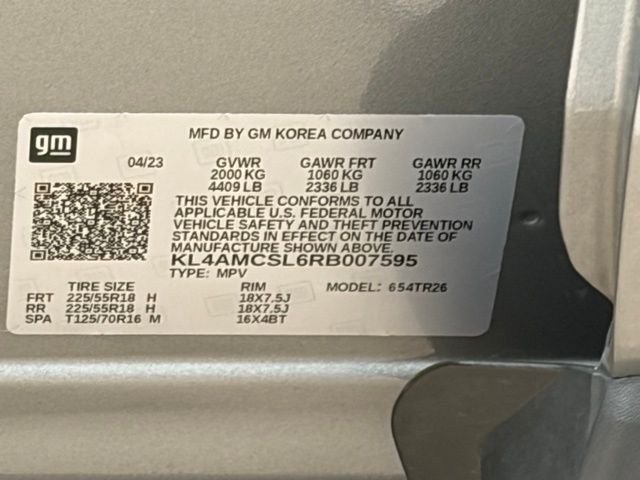 gm
MFD BY GM KOREA COMPANY
04/23 GVWR GAWR FRT GAWR RR
2000 KG 1060 KG 1060 KG
4409 LB 2336 LB 2336 LB
THIS VEHICLE CONFORMS TO ALL
APPLICABLE U.S. FEDERAL MOTOR
VEHICLE SAFETY AND THEFT PREVENTION
STANDARDS IN EFFECT ON THE DATE OF
MANUFACTURE SHOWN ABOVE.
KL4AMCSL6RB007595
TYPE: MPV
TIRE SIZE RIM MODEL: 654TR26
FRT 225/55R18 H 18X7.5J
RR 225/55R18 H 18X7.5J
SPA T125/70R16 M 16X4BT